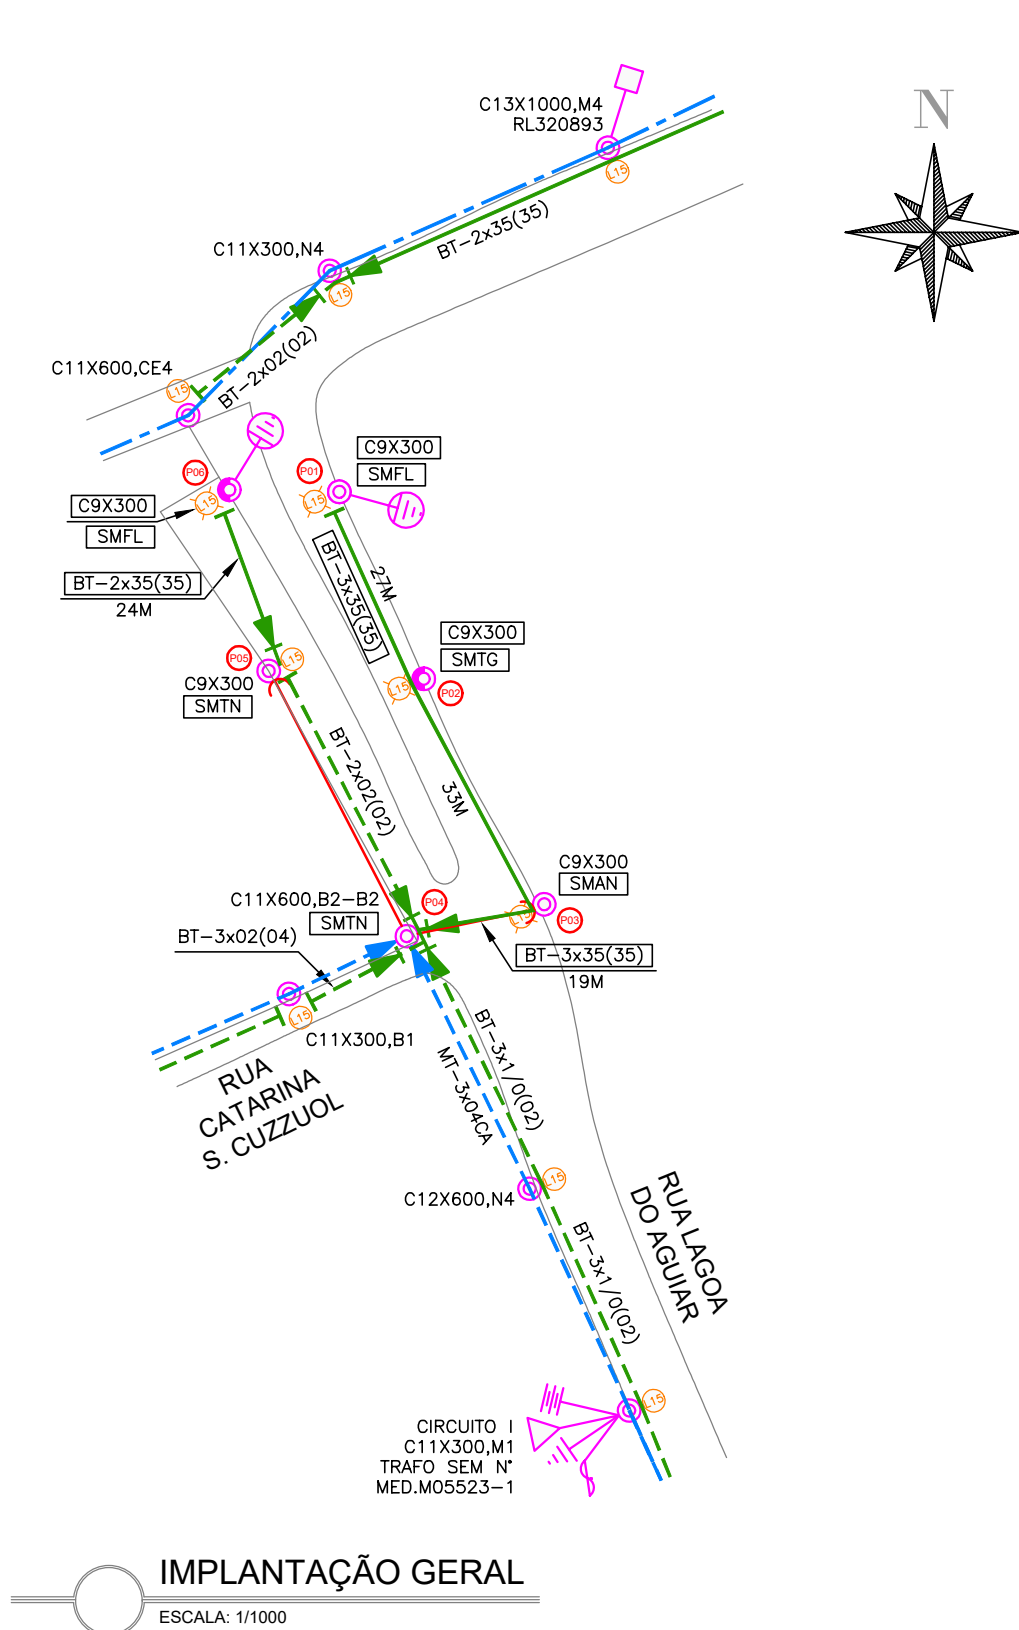 C13X1000,M4
RL320893
N
L15
BT-2x35(35)
C11X300,N4
L15
BT-2x02(02)
C11X600,CE4
L15
P06
P01
C9X300
SMFL
L15
L15
C9X300
SMFL
BT-2x35(35)
24M
BT-3x35(35)
27M
C9X300
SMTG
P05
L15
C9X300
SMTN
L15
P02
BT-2x02(02)
33M
C9X300
SMAN
C11X600,B2-B2
SMTN
P04
L15
P03
BT-3x02(04)
BT-3x35(35)
19M
L15
C11X300,B1
BT-3x1/0(02)
MT-3x04CA
RUA
CATARINA
S. CUZZUOL
L15
C12X600,N4
RUA LAGOA
DO AGUIAR
BT-3x1/0(02)
L15
CIRCUITO I
C11X300,M1
TRAFO SEM N°
MED.M05523-1
IMPLANTAÇÃO GERAL
ESCALA: 1/1000